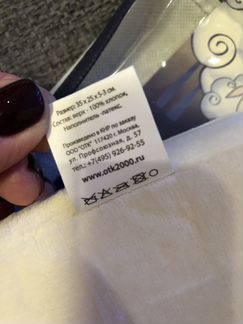 Размер: 35 х 25 х 5-3 см.
Состав: верх - 100% хлопок,
Наполнитель - латекс.
Произведено в КНР по заказу
ООО "ОТК" 117420 г. Москва,
ул. Профсоюзная, д. 57
тел.:+7(495) 926-92-55
www.otk2000.ru